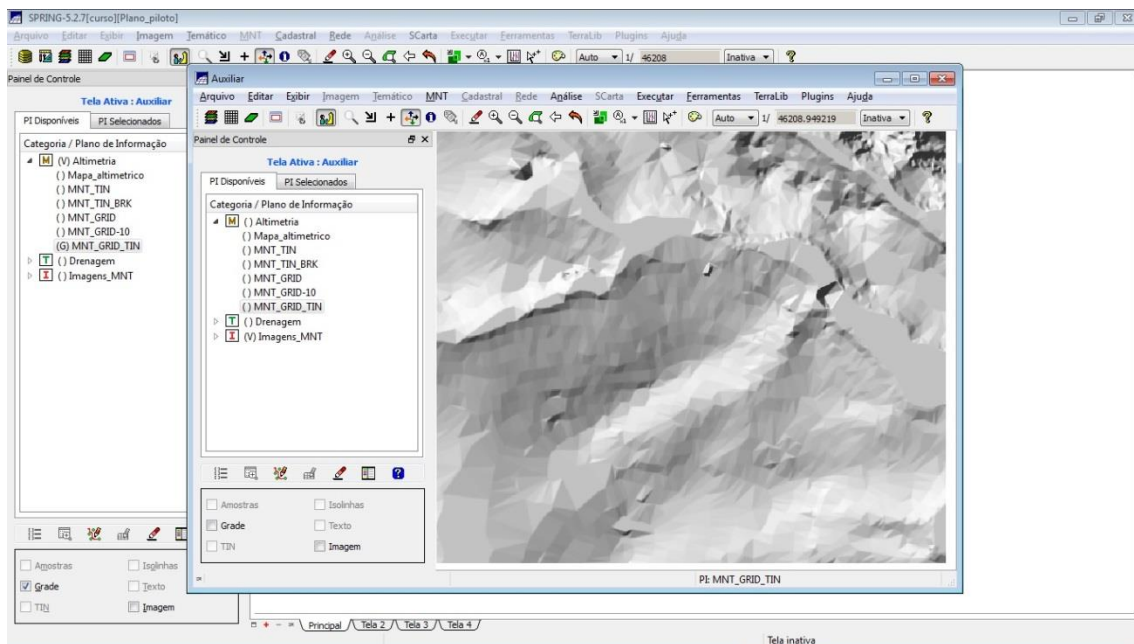 SPRING-5.2.7[curso][Plano_piloto]
Arquivo Editar Exibir Imagem Temático MNT Cadastral Rede Análise SCarta Executar Ferramentas TerraLib Plugins Ajuda
Auto 1/ 46208 Inativa ?
Painel de Controle
Tela Ativa : Auxiliar
PI Disponíveis PI Selecionados
Categoria / Plano de Informação
M (V) Altimetria
( ) Mapa_altimetrico
( ) MNT_TIN
( ) MNT_TIN_BRK
( ) MNT_GRID
( ) MNT_GRID-10
(G) MNT_GRID_TIN
T ( ) Drenagem
I ( ) Imagens_MNT
Amostras Isolinhas
Grade Texto
TIN Imagem
Auxiliar
Arquivo Editar Exibir Imagem Temático MNT Cadastral Rede Análise SCarta Executar Ferramentas TerraLib Plugins Ajuda
Auto 1/ 46208.949219 Inativa ?
Painel de Controle
Tela Ativa : Auxiliar
PI Disponíveis PI Selecionados
Categoria / Plano de Informação
M ( ) Altimetria
( ) Mapa_altimetrico
( ) MNT_TIN
( ) MNT_TIN_BRK
( ) MNT_GRID
( ) MNT_GRID-10
( ) MNT_GRID_TIN
T ( ) Drenagem
I (V) Imagens_MNT
?
Amostras Isolinhas
Grade Texto
TIN Imagem
PI: MNT_GRID_TIN
Principal Tela 2 Tela 3 Tela 4
Tela inativa